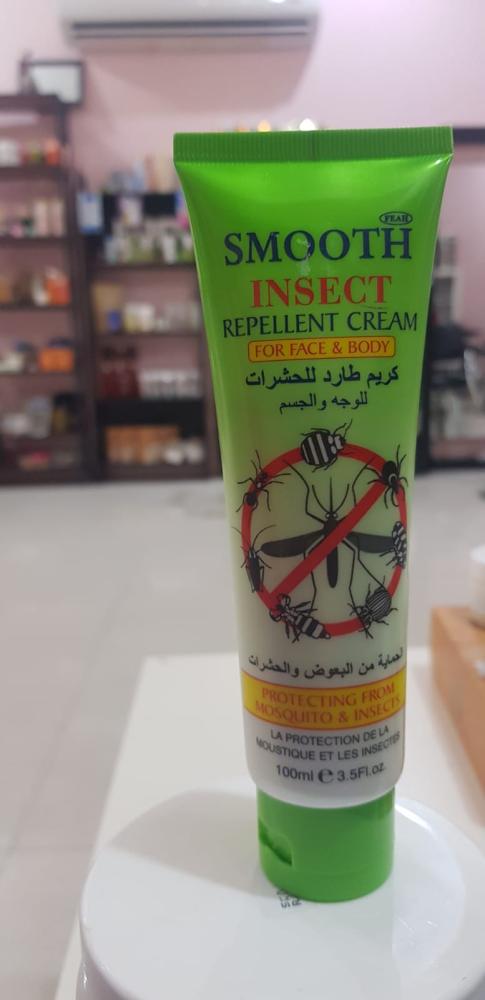 FEAH
SMOOTH
INSECT
REPELLENT CREAM
FOR FACE & BODY
كريم طارد للحشرات
للوجه والجسم
لحماية من البعوض والحشرات
PROTECTING FROM
MOSQUITO & INSECTS
LA PROTECTION DE LA
MOUSTIQUE ET LES INSECTES
100ml e 3.5Fl.oz.